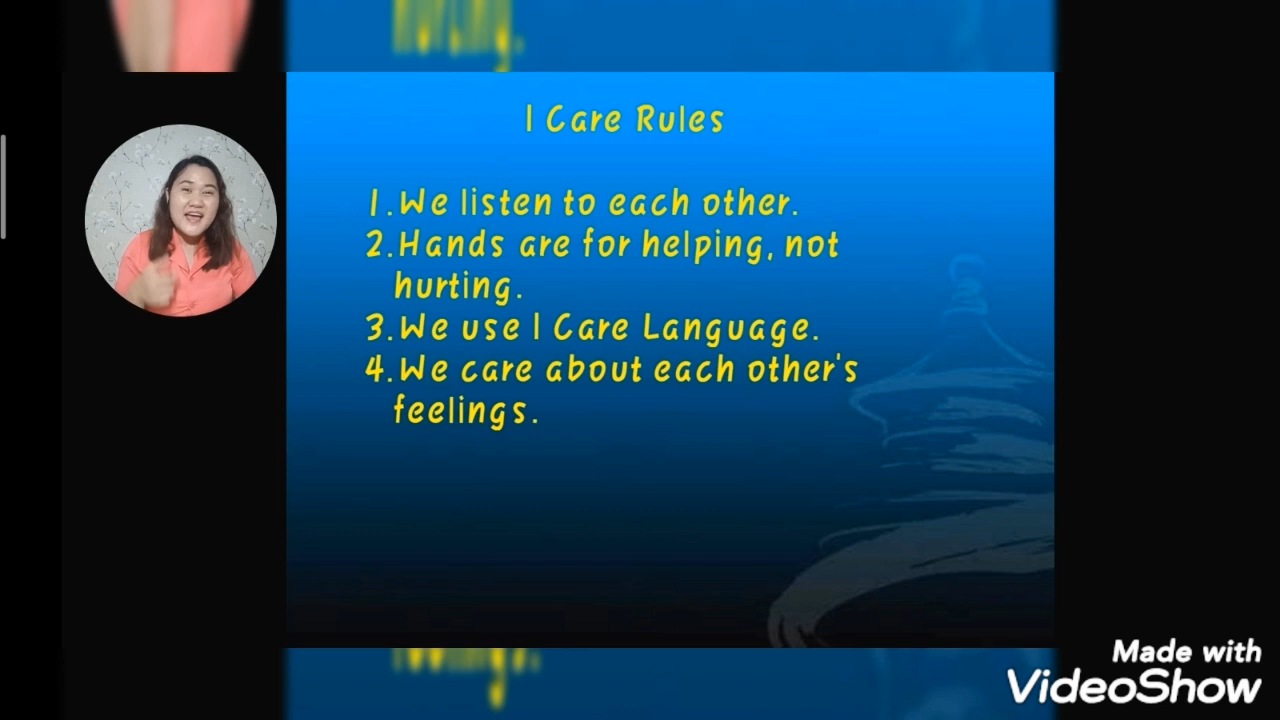 I Care Rules
1.We listen to each other.
2.Hands are for helping, not
hurting.
3.We use I Care Language.
4.We care about each other's
feelings.
Made with
VideoShow